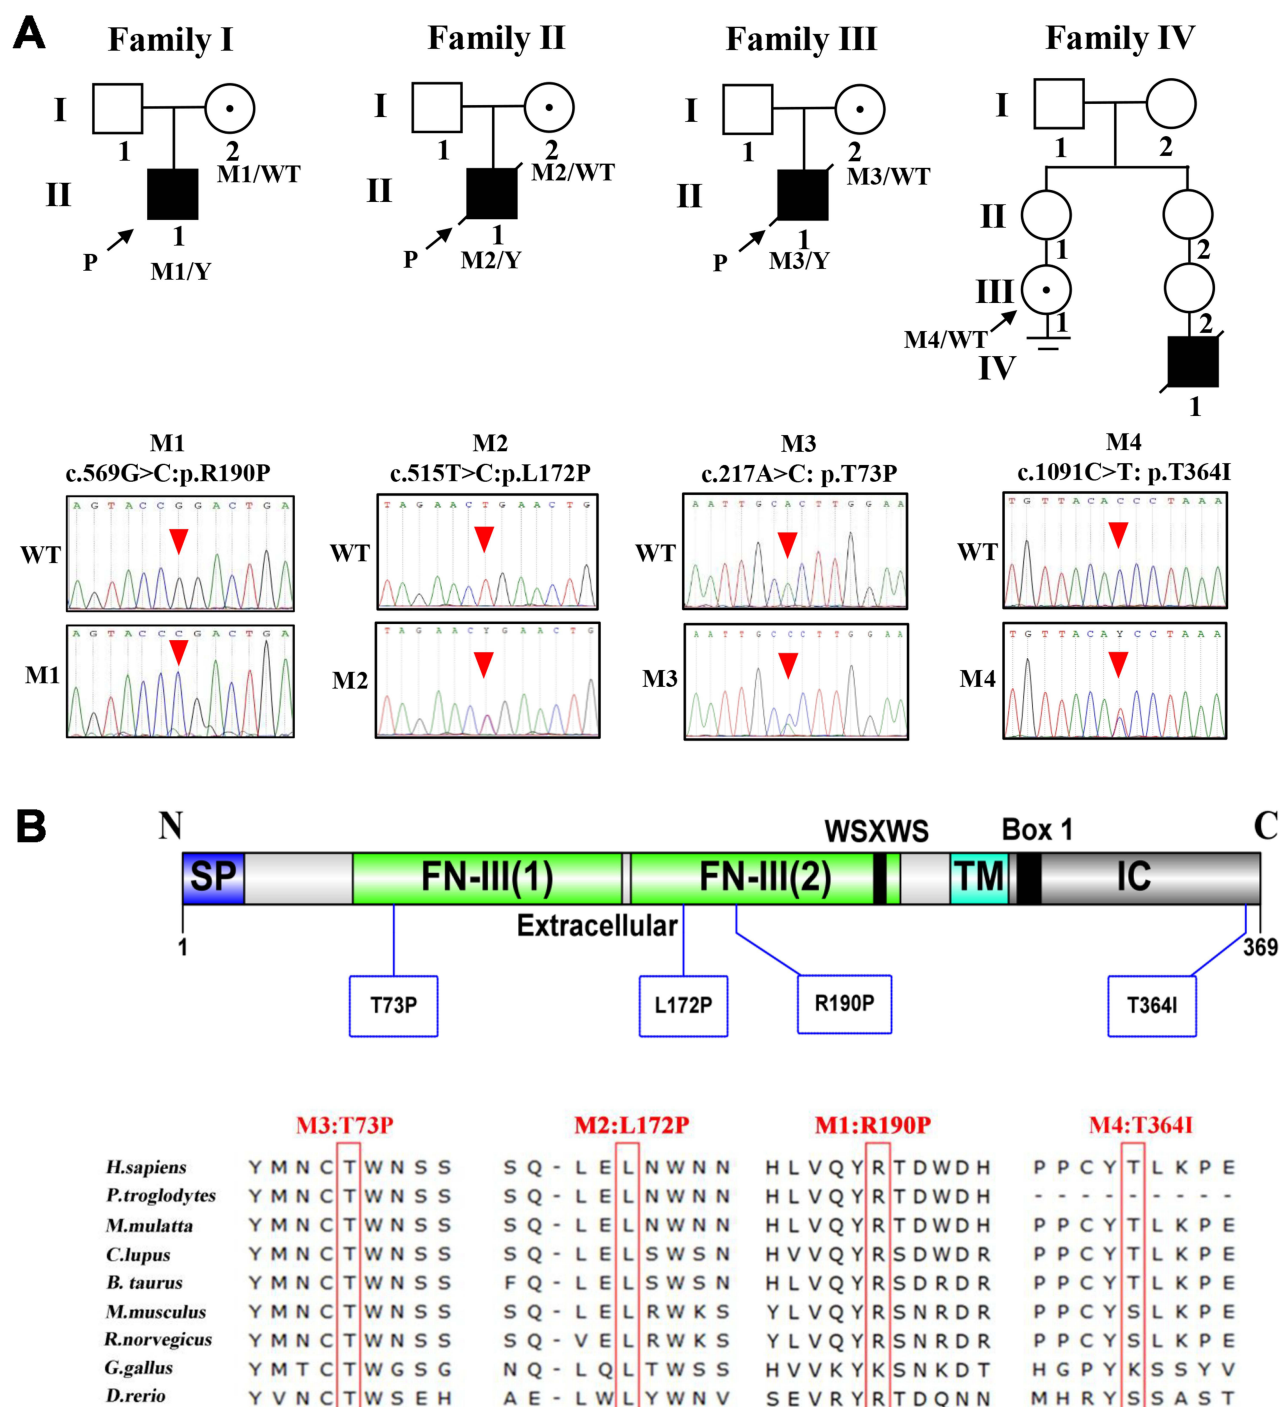 A
Family I
Family II
Family III
Family IV
I
1
2
M1/WT
II
1
P
M1/Y
I
1
2
M2/WT
II
1
P
M2/Y
I
1
2
M3/WT
II
1
P
M3/Y
I
1
2
II
1
2
III
1
2
M4/WT
IV
1
M1
c.569G>C:p.R190P
M2
c.515T>C:p.L172P
M3
c.217A>C: p.T73P
M4
c.1091C>T: p.T364I
WT
A G T A C C G G A C T G A
WT
T A G A A C T G A A C T G
WT
A A T T G C A C T T G G A A
WT
T G T T A C A C C C T A A A
M1
A G T A C C C G A C T G A
M2
T A G A A C Y G A A C T G
M3
A A T T G C C C T T G G A A
M4
T G T T A C A Y C C T A A A
B
N
WSXWS
Box 1
C
SP
FN-III(1)
FN-III(2)
TM
IC
Extracellular
1
369
T73P
L172P
R190P
T364I
M3:T73P
M2:L172P
M1:R190P
M4:T364I
H.sapiens Y M N C T W N S S S Q - L E L N W N N H L V Q Y R T D W D H P P C Y T L K P E
P.troglodytes Y M N C T W N S S S Q - L E L N W N N H L V Q Y R T D W D H - - - - - - - - -
M.mulatta Y M N C T W N S S S Q - L E L N W N N H L V Q Y R T D W D H P P C Y T L K P E
C.lupus Y M N C T W N S S S Q - L E L S W S N H V V Q Y R S D W D R P P C Y T L K P E
B. taurus Y M N C T W N S S F Q - L E L S W S N H L V Q Y R S D R D R P P C Y T L K P E
M.musculus Y M N C T W N S S S Q - L E L R W K S Y L V Q Y R S N R D R P P C Y S L K P E
R.norvegicus Y M N C T W N S S S Q - V E L R W K S Y L V Q Y R S N R D R P P C Y S L K P E
G.gallus Y M T C T W G S G N Q - L Q L T W S S H V V K Y K S N K D T H G P Y K S S Y V
D.rerio Y V N C T W S E H A E - L W L Y W N V S E V R Y R T D Q N N M H R Y S S A S T